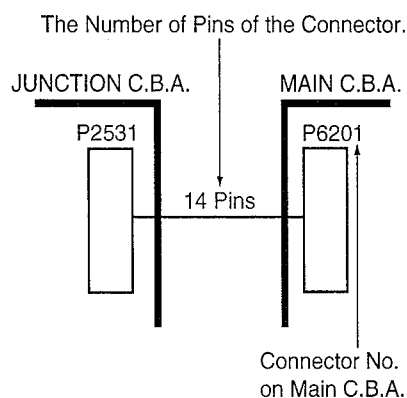 The Number of Pins of the Connector.
JUNCTION C.B.A.
MAIN C.B.A.
P2531
P6201
14 Pins
Connector No.
on Main C.B.A.